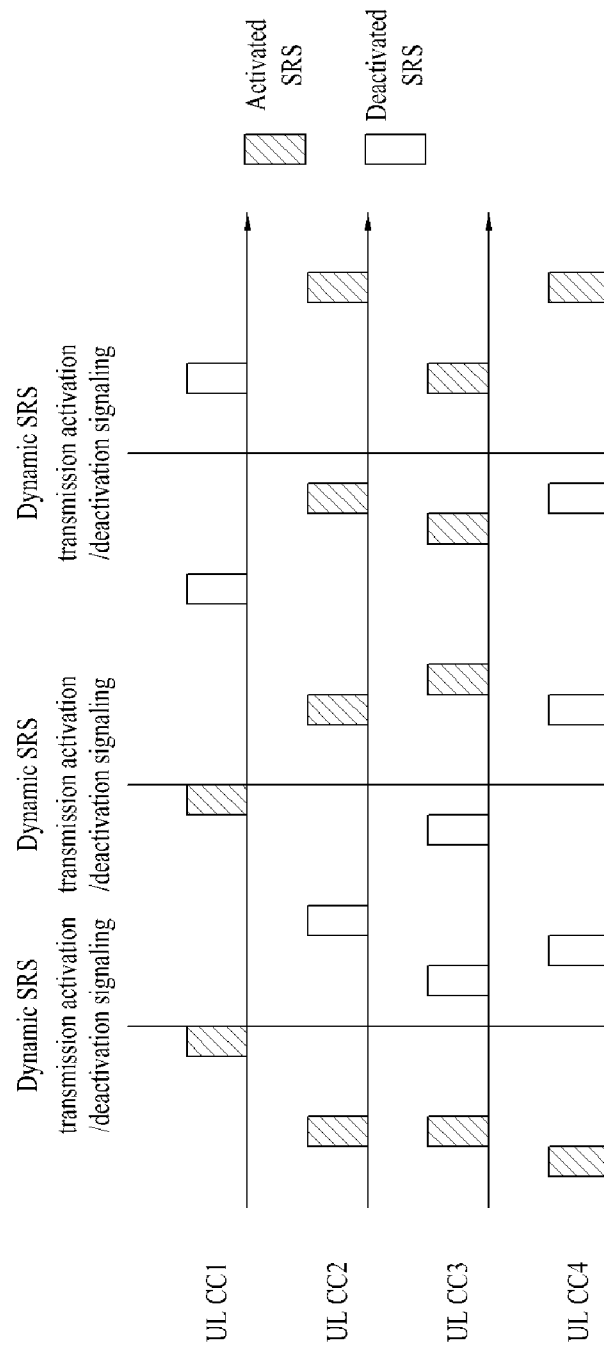 Dynamic SRS
transmission activation
/deactivation signaling
Dynamic SRS
transmission activation
/deactivation signaling
Dynamic SRS
transmission activation
/deactivation signaling
UL CC1
UL CC2
UL CC3
UL CC4
Activated
SRS
Deactivated
SRS